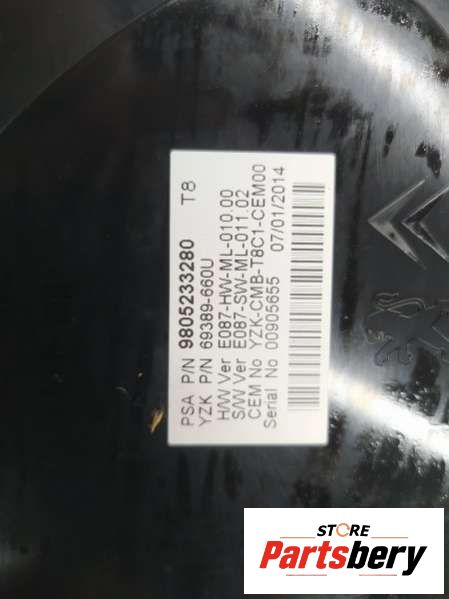 PSA P/N 9805233280 T8
YZK P/N 69389-660U
H/W Ver E087-HW-ML-010.00
S/W Ver E087-SW-ML-011.02
CEM No YZK-CMB-T8C1-CEM00
Serial No 00905655 07/01/2014
STORE
Partsbery